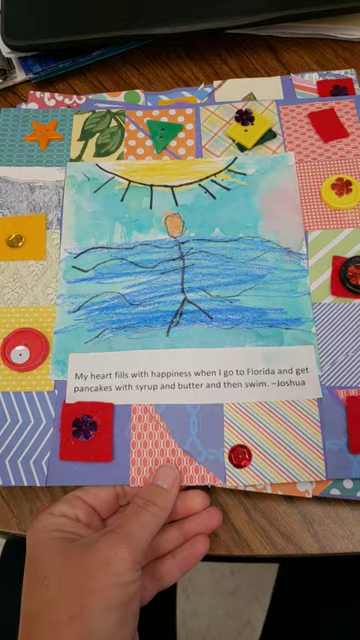 My heart fills with happiness when I go to Florida and get
pancakes with syrup and butter and then swim. –Joshua